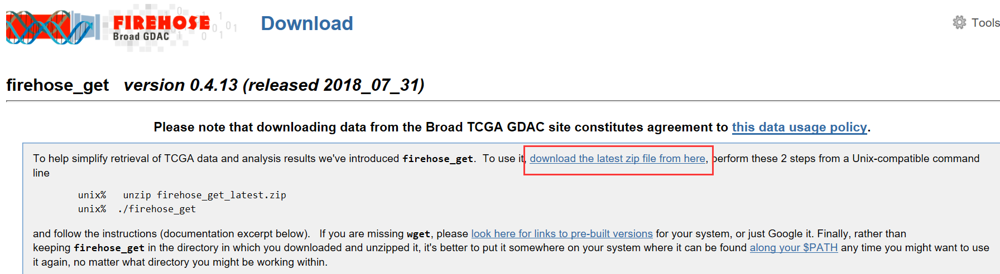 FIREHOSE
Broad GDAC
0 1
1 0 1
0 1
Download
Tools
firehose_get version 0.4.13 (released 2018_07_31)
Please note that downloading data from the Broad TCGA GDAC site constitutes agreement to this data usage policy.
To help simplify retrieval of TCGA data and analysis results we've introduced firehose_get. To use it, download the latest zip file from here, perform these 2 steps from a Unix-compatible command
line
unix% unzip firehose_get_latest.zip
unix% ./firehose_get
and follow the instructions (documentation excerpt below). If you are missing wget, please look here for links to pre-built versions for your system, or just Google it. Finally, rather than
keeping firehose_get in the directory in which you downloaded and unzipped it, it's better to put it somewhere on your system where it can be found along your $PATH any time you might want to use
it again, no matter what directory you might be working within.